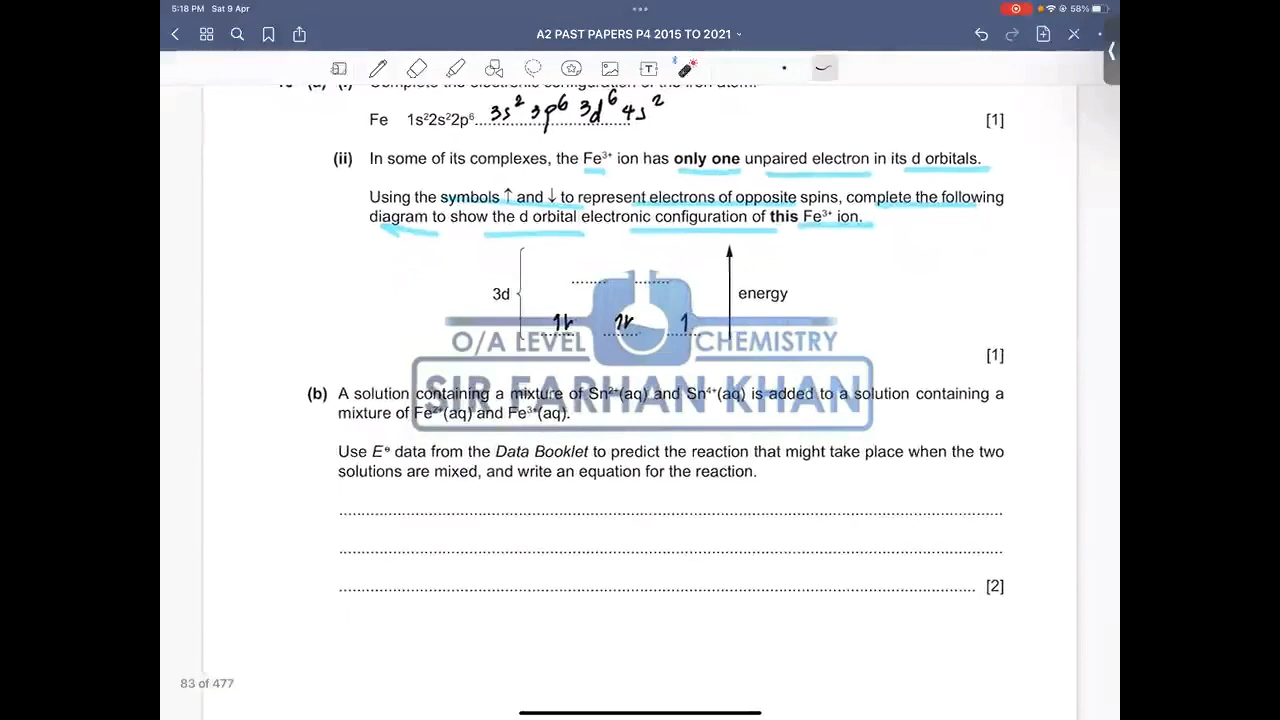 5:18 PM Sat 9 Apr
58%
A2 PAST PAPERS P4 2015 TO 2021
Fe 1s²2s²2p⁶ 3s² 3p⁶ 3d⁶ 4s² [1]
(ii) In some of its complexes, the Fe³⁺ ion has only one unpaired electron in its d orbitals.
Using the symbols ↑ and ↓ to represent electrons of opposite spins, complete the following
diagram to show the d orbital electronic configuration of this Fe³⁺ ion.
3d
energy
1l 1l 1
O/A LEVEL CHEMISTRY
[1]
SIR FARHAN KHAN
(b) A solution containing a mixture of Sn²⁺(aq) and Sn⁴⁺(aq) is added to a solution containing a
mixture of Fe²⁺(aq) and Fe³⁺(aq).
Use E⦵ data from the Data Booklet to predict the reaction that might take place when the two
solutions are mixed, and write an equation for the reaction.
[2]
83 of 477